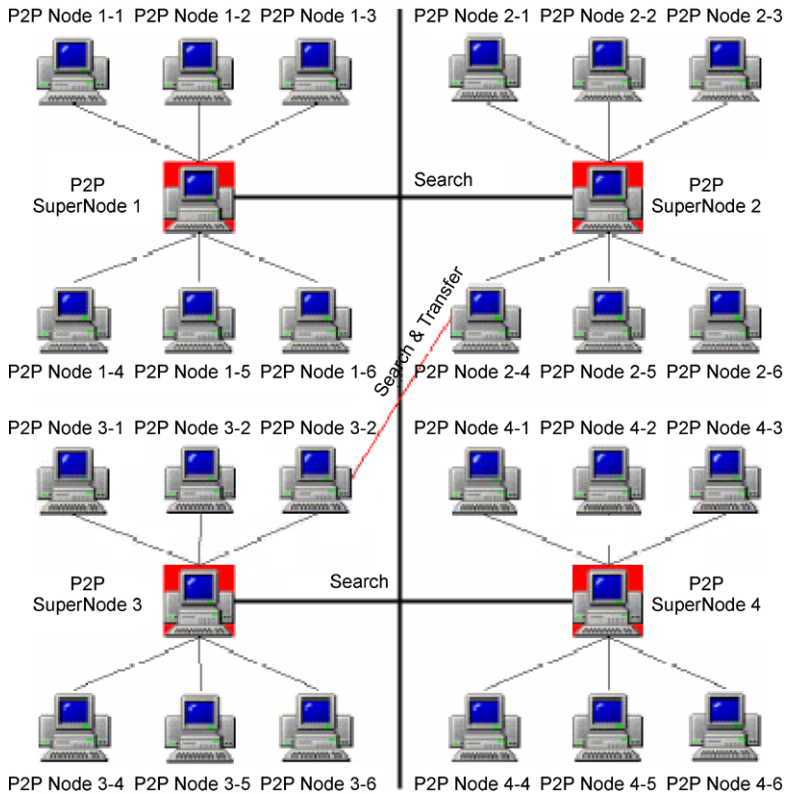 P2P Node 1-1 P2P Node 1-2 P2P Node 1-3 P2P Node 2-1 P2P Node 2-2 P2P Node 2-3
P2P
SuperNode 1
Search
P2P
SuperNode 2
Search & Transfer
P2P Node 1-4 P2P Node 1-5 P2P Node 1-6 P2P Node 2-4 P2P Node 2-5 P2P Node 2-6
P2P Node 3-1 P2P Node 3-2 P2P Node 3-2 P2P Node 4-1 P2P Node 4-2 P2P Node 4-3
P2P
SuperNode 3
Search
P2P
SuperNode 4
P2P Node 3-4 P2P Node 3-5 P2P Node 3-6 P2P Node 4-4 P2P Node 4-5 P2P Node 4-6